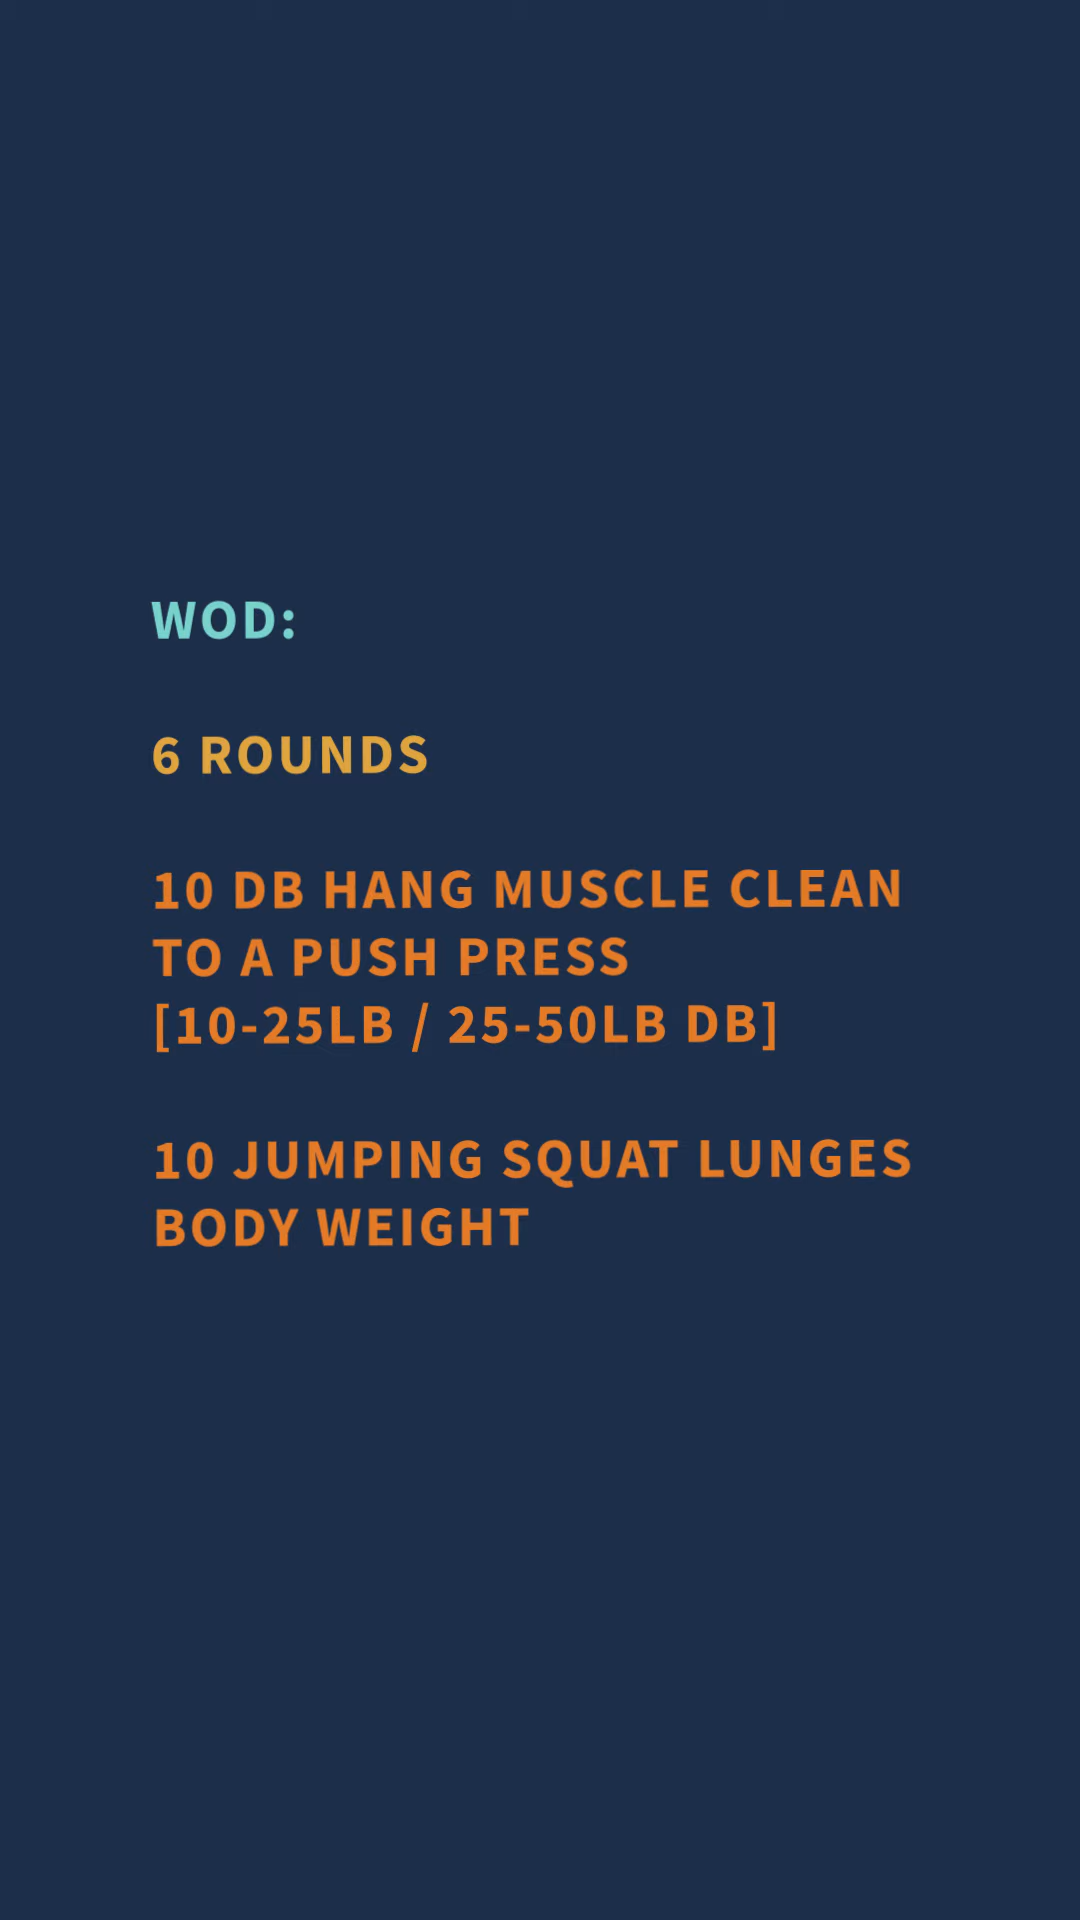 WOD:
6 ROUNDS
10 DB HANG MUSCLE CLEAN
TO A PUSH PRESS
[10-25LB / 25-50LB DB]
10 JUMPING SQUAT LUNGES
BODY WEIGHT